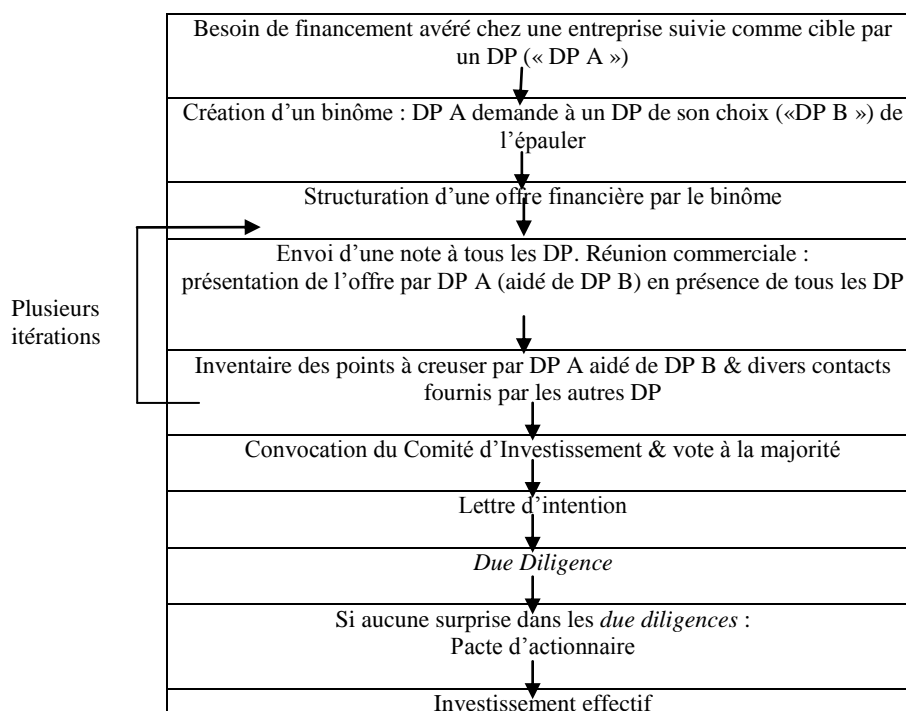 Besoin de financement avéré chez une entreprise suivie comme cible par
un DP (« DP A »)
Création d’un binôme : DP A demande à un DP de son choix («DP B ») de
l’épauler
Structuration d’une offre financière par le binôme
Envoi d’une note à tous les DP. Réunion commerciale :
présentation de l’offre par DP A (aidé de DP B) en présence de tous les DP
Plusieurs
itérations
Inventaire des points à creuser par DP A aidé de DP B & divers contacts
fournis par les autres DP
Convocation du Comité d’Investissement & vote à la majorité
Lettre d’intention
Due Diligence
Si aucune surprise dans les due diligences :
Pacte d’actionnaire
Investissement effectif